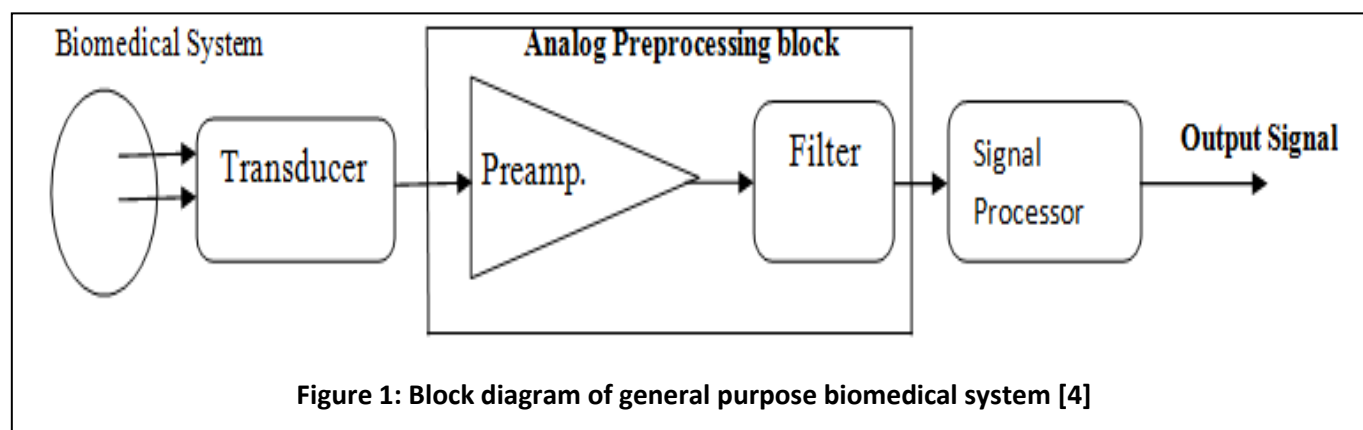 Biomedical System
Analog Preprocessing block
Transducer
Preamp.
Filter
Signal
Processor
Output Signal
Figure 1: Block diagram of general purpose biomedical system [4]